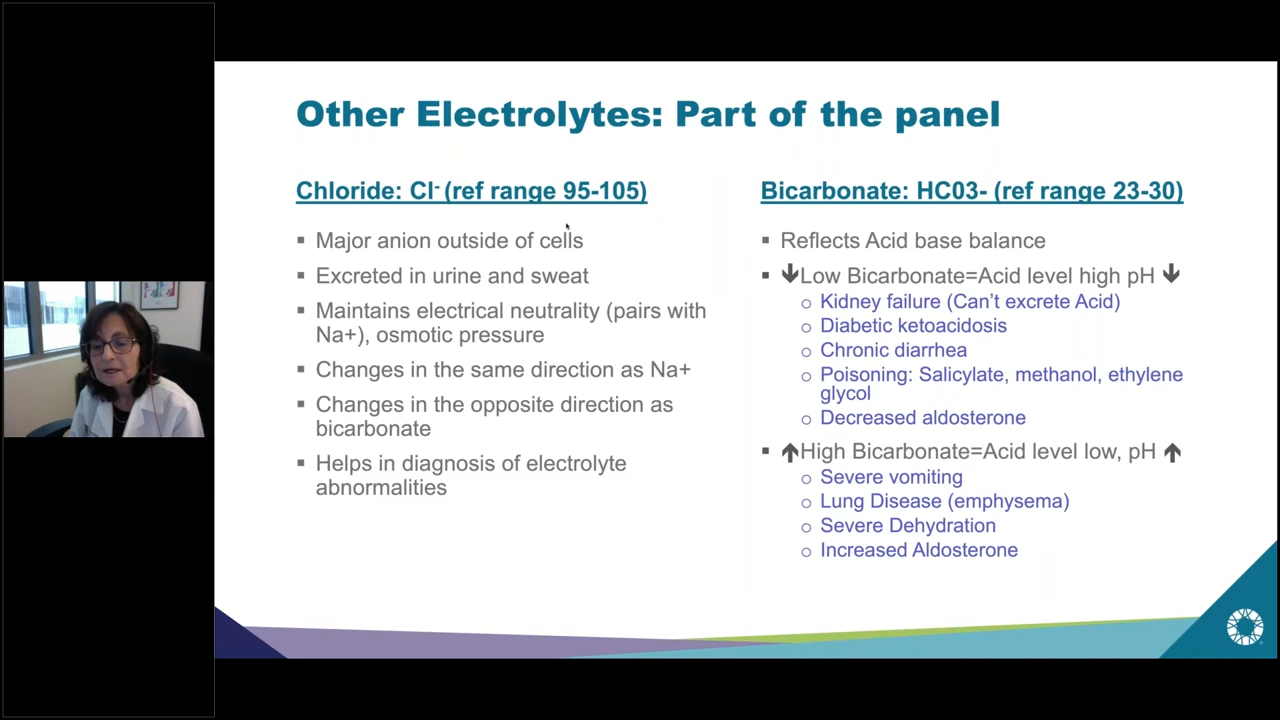 Other Electrolytes: Part of the panel
Chloride: Cl- (ref range 95-105)
▪ Major anion outside of cells
▪ Excreted in urine and sweat
▪ Maintains electrical neutrality (pairs with
Na+), osmotic pressure
▪ Changes in the same direction as Na+
▪ Changes in the opposite direction as
bicarbonate
▪ Helps in diagnosis of electrolyte
abnormalities
Bicarbonate: HC03- (ref range 23-30)
▪ Reflects Acid base balance
▪ 🡻Low Bicarbonate=Acid level high pH 🡻
o Kidney failure (Can't excrete Acid)
o Diabetic ketoacidosis
o Chronic diarrhea
o Poisoning: Salicylate, methanol, ethylene
glycol
o Decreased aldosterone
▪ 🡹High Bicarbonate=Acid level low, pH 🡹
o Severe vomiting
o Lung Disease (emphysema)
o Severe Dehydration
o Increased Aldosterone